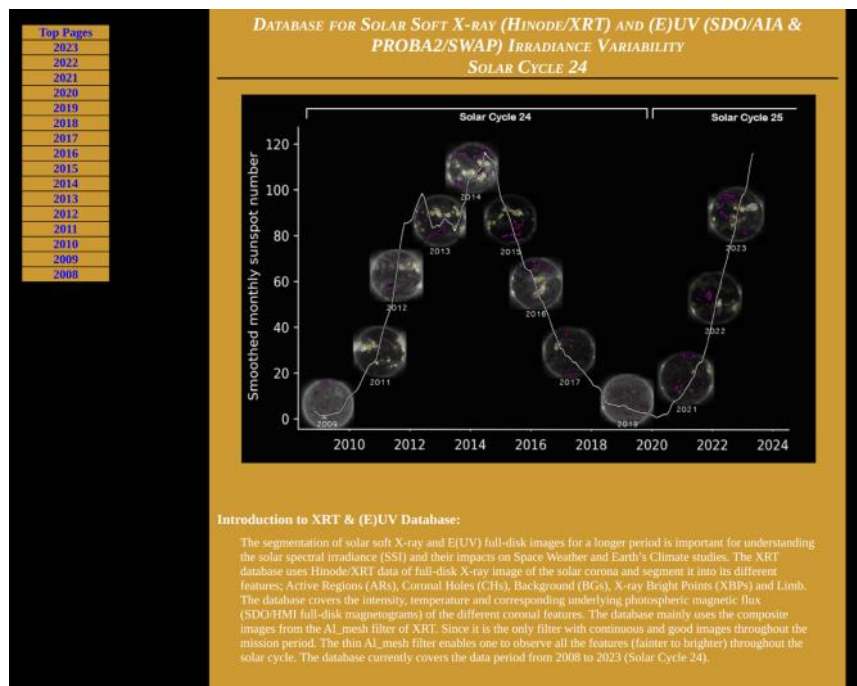 Top Pages
2023
2022
2021
2020
2019
2018
2017
2016
2015
2014
2013
2012
2011
2010
2009
2008
DATABASE FOR SOLAR SOFT X-RAY (HINODE/XRT) AND (E)UV (SDO/AIA &
PROBA2/SWAP) IRRADIANCE VARIABILITY
SOLAR CYCLE 24
Solar Cycle 24
Solar Cycle 25
Smoothed monthly sunspot number
120
100
80
60
40
20
0
2009
2011
2012
2013
2014
2015
2016
2017
2019
2021
2022
2023
2010
2012
2014
2016
2018
2020
2022
2024
Introduction to XRT & (E)UV Database:
The segmentation of solar soft X-ray and E(UV) full-disk images for a longer period is important for understanding
the solar spectral irradiance (SSI) and their impacts on Space Weather and Earth's Climate studies. The XRT
database uses Hinode/XRT data of full-disk X-ray image of the solar corona and segment it into its different
features; Active Regions (ARs), Coronal Holes (CHs), Background (BGs), X-ray Bright Points (XBPs) and Limb.
The database covers the intensity, temperature and corresponding underlying photospheric magnetic flux
(SDO/HMI full-disk magnetograms) of the different coronal features. The database mainly uses the composite
images from the Al_mesh filter of XRT. Since it is the only filter with continuous and good images throughout the
mission period. The thin Al_mesh filter enables one to observe all the features (fainter to brighter) throughout the
solar cycle. The database currently covers the data period from 2008 to 2023 (Solar Cycle 24).